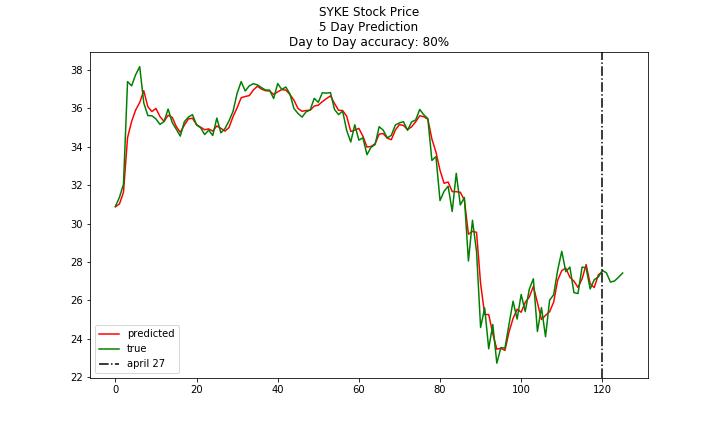 SYKE Stock Price
5 Day Prediction
Day to Day accuracy: 80%
38
36
34
32
30
28
26
24
22
predicted
true
april 27
0 20 40 60 80 100 120